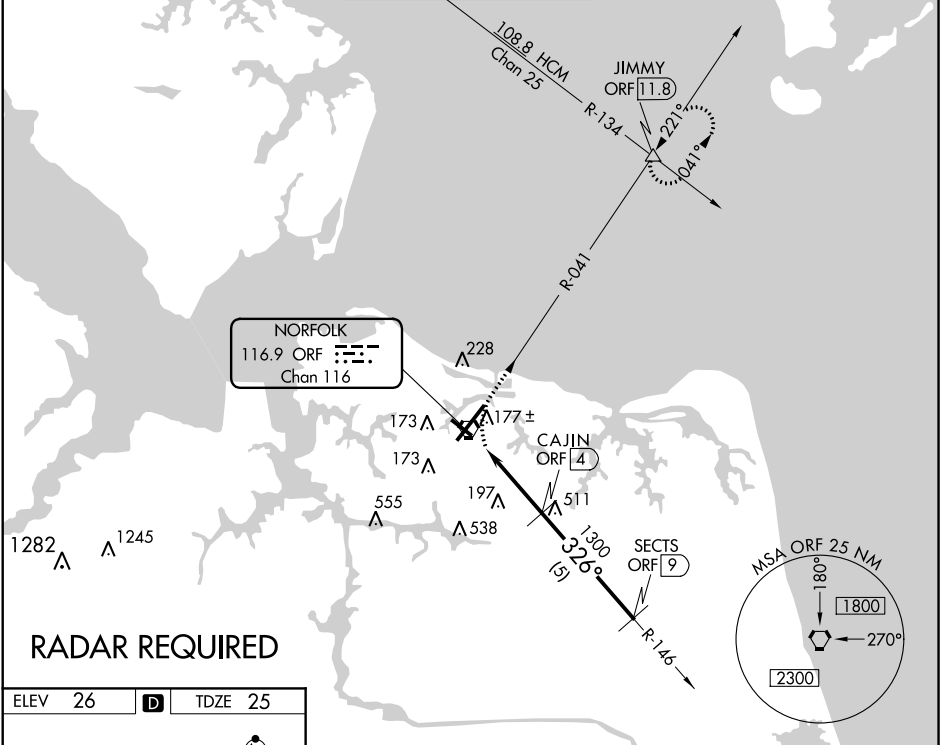 108.8 HCM
Chan 25
R-134
JIMMY
ORF 11.8
221°
041°
R-041
NORFOLK
116.9 ORF
Chan 116
228
177 ±
173
173
CAJIN
ORF 4
197
511
555
538
1282
1245
1300
326°
(5)
SECTS
ORF 9
R-146
MSA ORF 25 NM
180°
1800
270°
2300
RADAR REQUIRED
ELEV 26 D TDZE 25